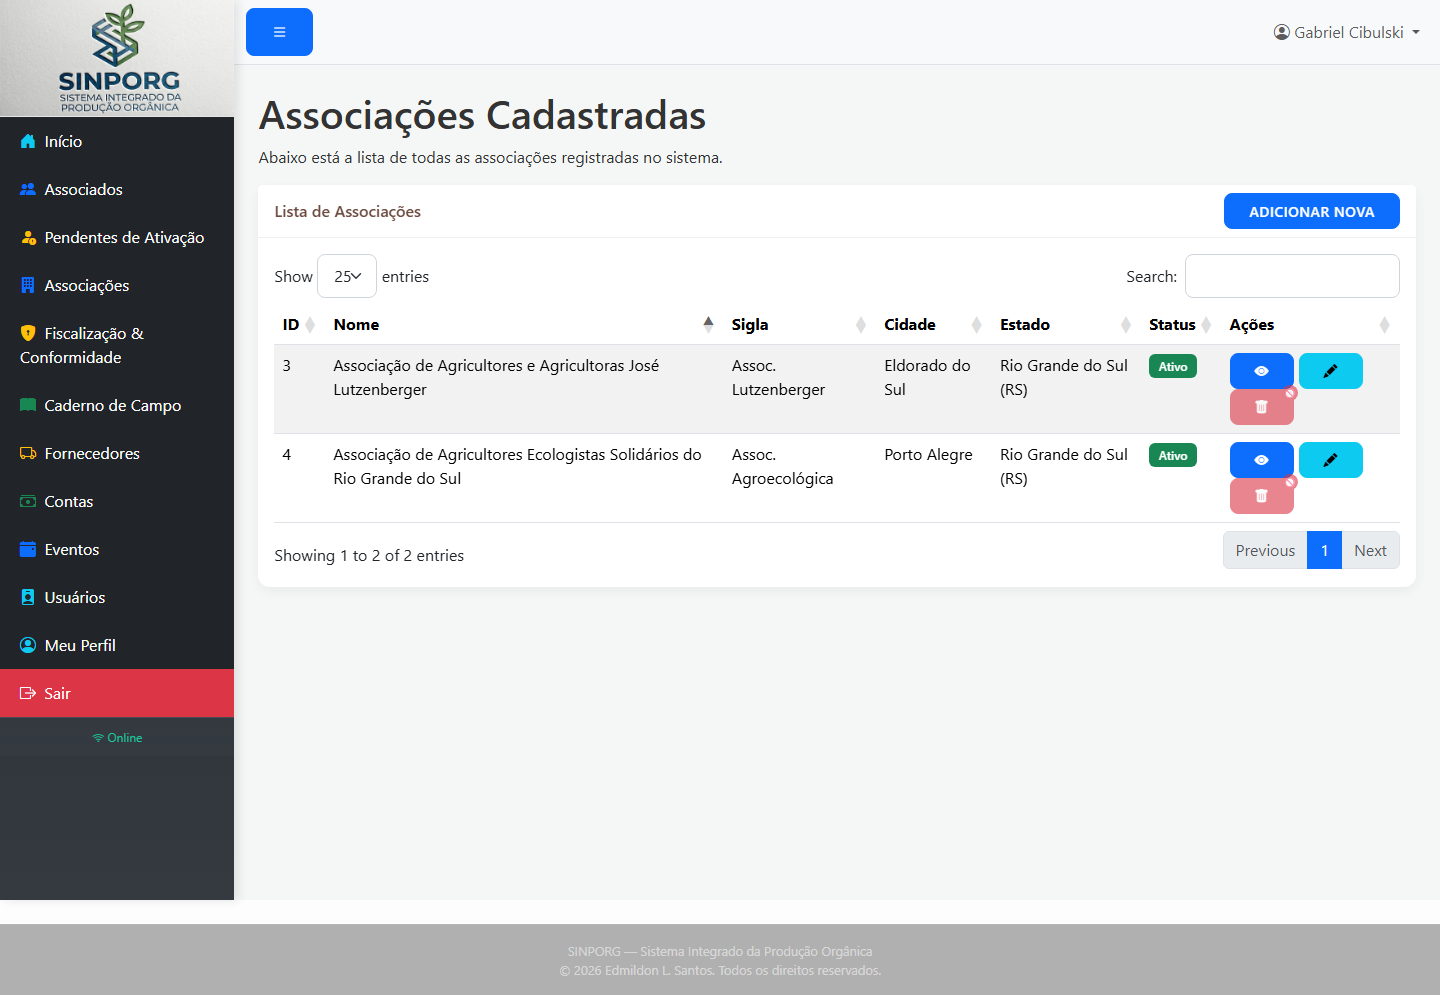 SINPORG
SISTEMA INTEGRADO DA
PRODUÇÃO ORGÂNICA
Gabriel Cibulski
Início
Associados
Pendentes de Ativação
Associações
Fiscalização &
Conformidade
Caderno de Campo
Fornecedores
Contas
Eventos
Usuários
Meu Perfil
Sair
Online
Associações Cadastradas
Abaixo está a lista de todas as associações registradas no sistema.
Lista de Associações
ADICIONAR NOVA
Show 25 entries
Search:
ID Nome Sigla Cidade Estado Status Ações
3 Associação de Agricultores e Agricultoras José Assoc. Eldorado do Rio Grande do Sul Ativo
Lutzenberger Lutzenberger Sul (RS)
4 Associação de Agricultores Ecologistas Solidários do Assoc. Porto Alegre Rio Grande do Sul Ativo
Rio Grande do Sul Agroecológica (RS)
Showing 1 to 2 of 2 entries
Previous 1 Next
SINPORG — Sistema Integrado da Produção Orgânica
© 2026 Edmildon L. Santos. Todos os direitos reservados.